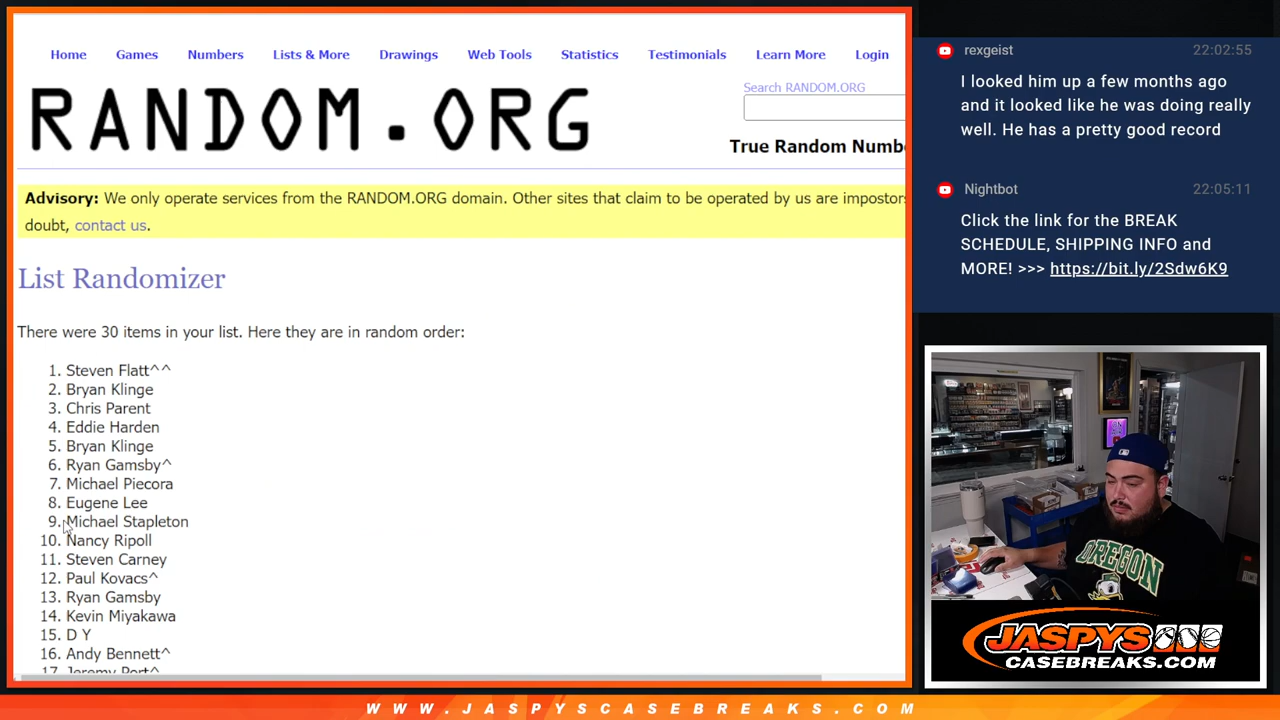 Home Games Numbers Lists & More Drawings Web Tools Statistics Testimonials Learn More Login
RANDOM.ORG
Search RANDOM.ORG
True Random Numb
Advisory: We only operate services from the RANDOM.ORG domain. Other sites that claim to be operated by us are impostors
doubt, contact us.
List Randomizer
There were 30 items in your list. Here they are in random order:
1. Steven Flatt^^
2. Bryan Klinge
3. Chris Parent
4. Eddie Harden
5. Bryan Klinge
6. Ryan Gamsby^
7. Michael Piecora
8. Eugene Lee
9. Michael Stapleton
10. Nancy Ripoll
11. Steven Carney
12. Paul Kovacs^
13. Ryan Gamsby
14. Kevin Miyakawa
15. D Y
16. Andy Bennett^
17. Jeremy Port^
rexgeist 22:02:55
I looked him up a few months ago
and it looked like he was doing really
well. He has a pretty good record
Nightbot 22:05:11
Click the link for the BREAK
SCHEDULE, SHIPPING INFO and
MORE! >>> https://bit.ly/2Sdw6K9
OREGON
JASPYS
CASEBREAKS.COM
WWW.JASPYSCASEBREAKS.COM